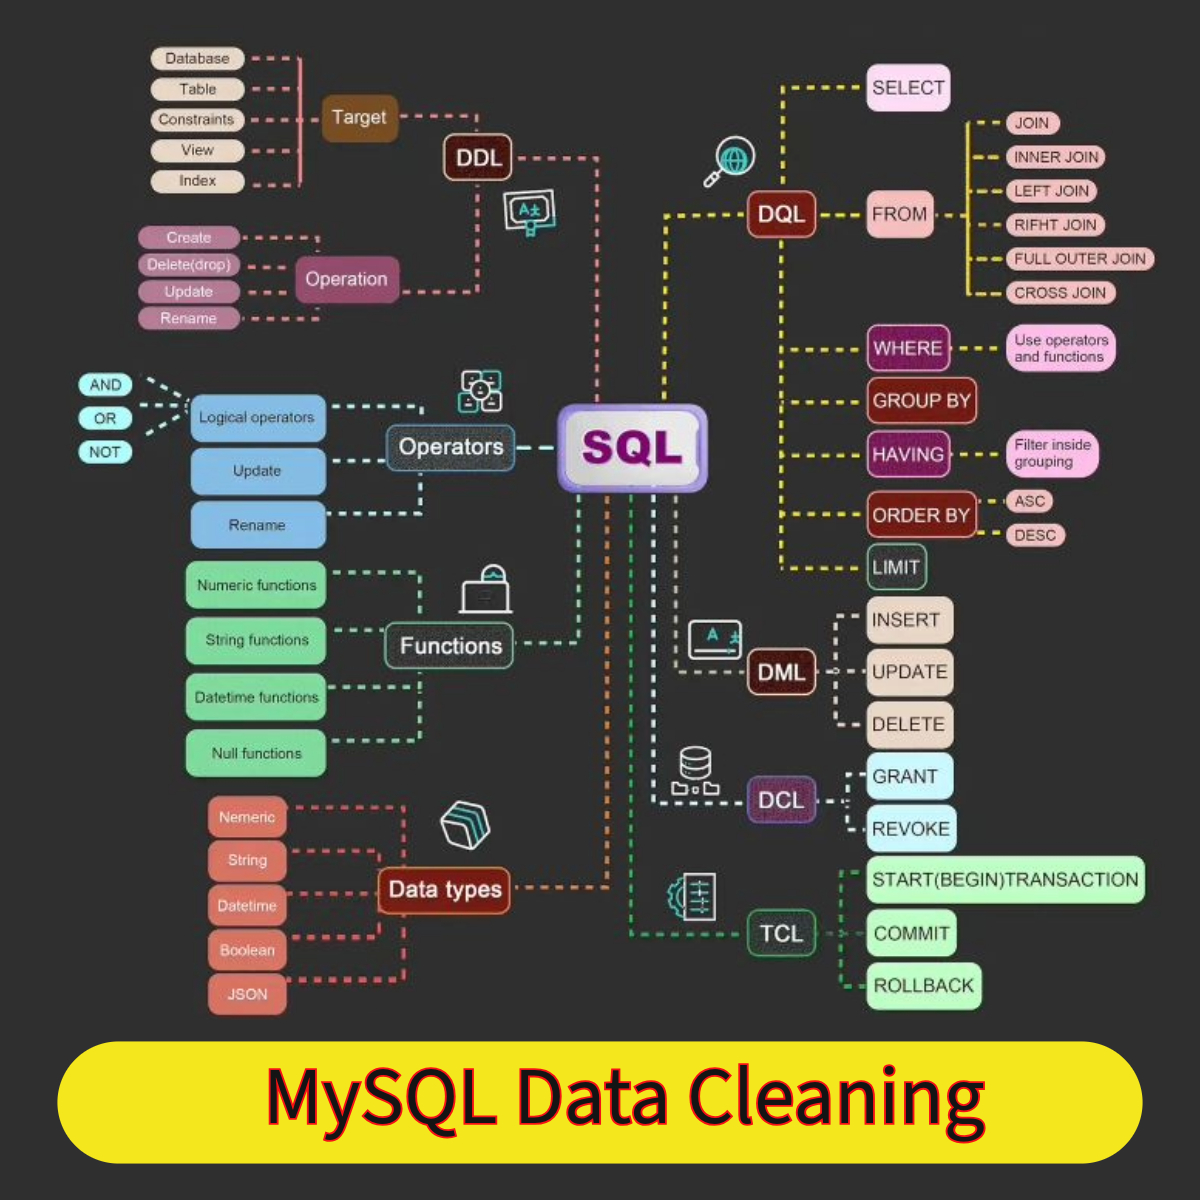 Database
Table
Constraints
View
Index
Target
DDL
Create
Delete(drop)
Update
Rename
Operation
AND
OR
NOT
Logical operators
Update
Rename
Operators
SQL
Numeric functions
String functions
Datetime functions
Null functions
Functions
Nemeric
String
Datetime
Boolean
JSON
Data types
DQL
SELECT
FROM
JOIN
INNER JOIN
LEFT JOIN
RIFHT JOIN
FULL OUTER JOIN
CROSS JOIN
WHERE
Use operators
and functions
GROUP BY
HAVING
Filter inside
grouping
ORDER BY
ASC
DESC
LIMIT
DML
INSERT
UPDATE
DELETE
DCL
GRANT
REVOKE
TCL
START(BEGIN)TRANSACTION
COMMIT
ROLLBACK
MySQL Data Cleaning